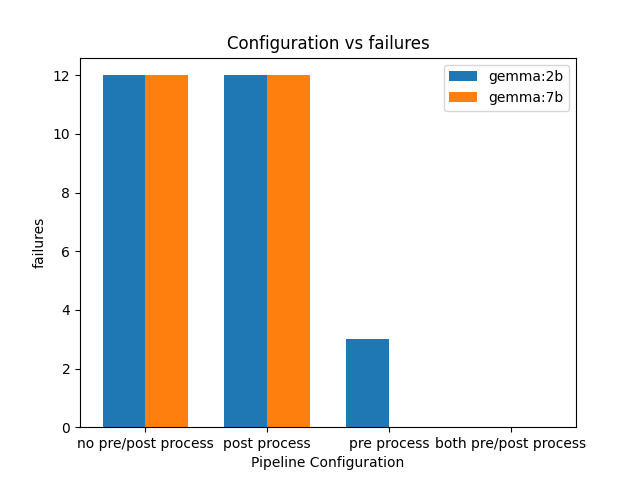 Configuration vs failures
gemma:2b
gemma:7b
12
10
8
6
4
2
0
failures
no pre/post process post process pre process both pre/post process
Pipeline Configuration